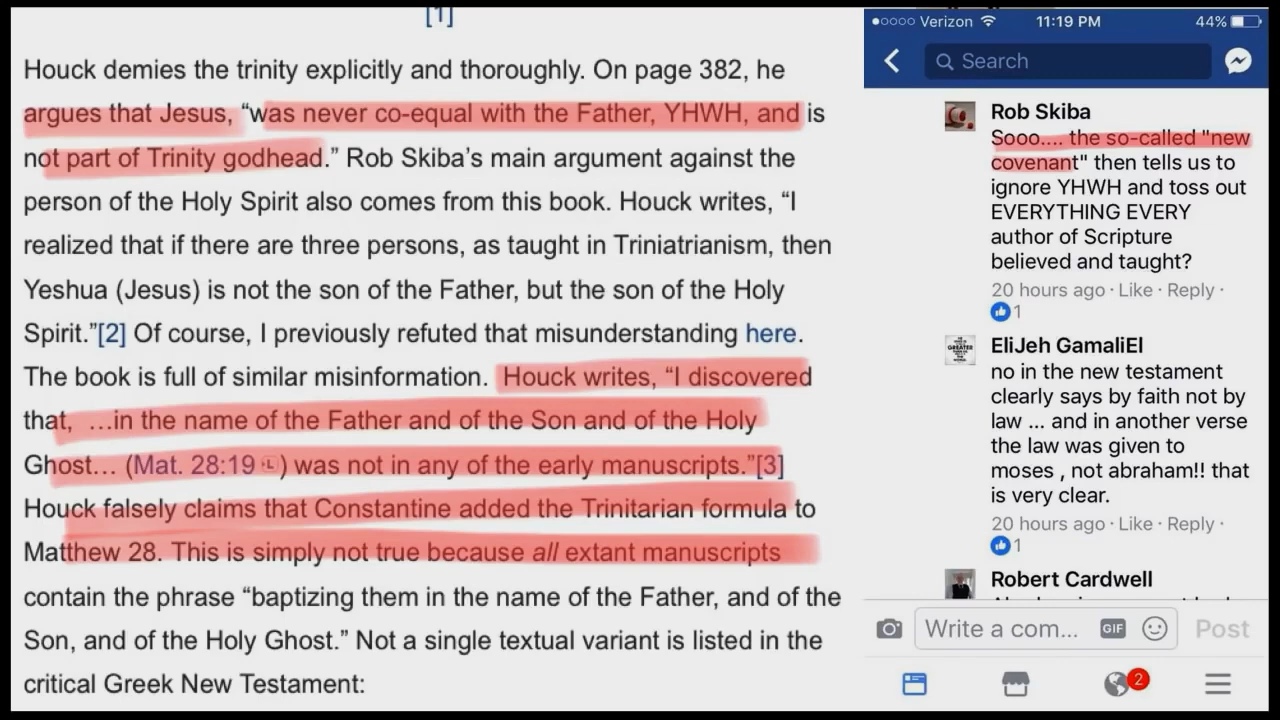 [1]
Houck demies the trinity explicitly and thoroughly. On page 382, he
argues that Jesus, “was never co-equal with the Father, YHWH, and is
not part of Trinity godhead.” Rob Skiba’s main argument against the
person of the Holy Spirit also comes from this book. Houck writes, “I
realized that if there are three persons, as taught in Triniatrianism, then
Yeshua (Jesus) is not the son of the Father, but the son of the Holy
Spirit.”[2] Of course, I previously refuted that misunderstanding here.
The book is full of similar misinformation. Houck writes, “I discovered
that, …in the name of the Father and of the Son and of the Holy
Ghost… (Mat. 28:19 L) was not in any of the early manuscripts.”[3]
Houck falsely claims that Constantine added the Trinitarian formula to
Matthew 28. This is simply not true because all extant manuscripts
contain the phrase “baptizing them in the name of the Father, and of the
Son, and of the Holy Ghost.” Not a single textual variant is listed in the
critical Greek New Testament:
Verizon 11:19 PM 44%
Search
Rob Skiba
Sooo.... the so-called "new
covenant" then tells us to
ignore YHWH and toss out
EVERYTHING EVERY
author of Scripture
believed and taught?
20 hours ago · Like · Reply ·
1
EliJeh GamaliEl
no in the new testament
clearly says by faith not by
law ... and in another verse
the law was given to
moses , not abraham!! that
is very clear.
20 hours ago · Like · Reply ·
1
Robert Cardwell
Write a com... GIF Post
2